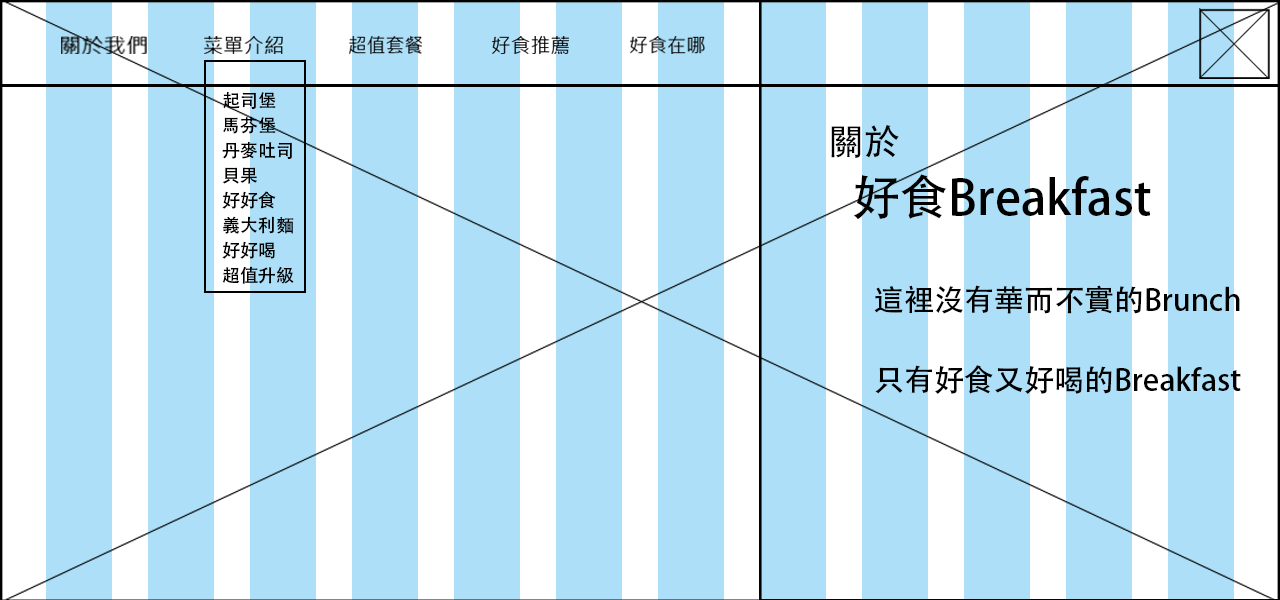 關於我們 菜單介紹 超值套餐 好食推薦 好食在哪
起司堡
馬芬堡
丹麥吐司
貝果
好好食
義大利麵
好好喝
超值升級
關於
好食Breakfast
這裡沒有華而不實的Brunch
只有好食又好喝的Breakfast